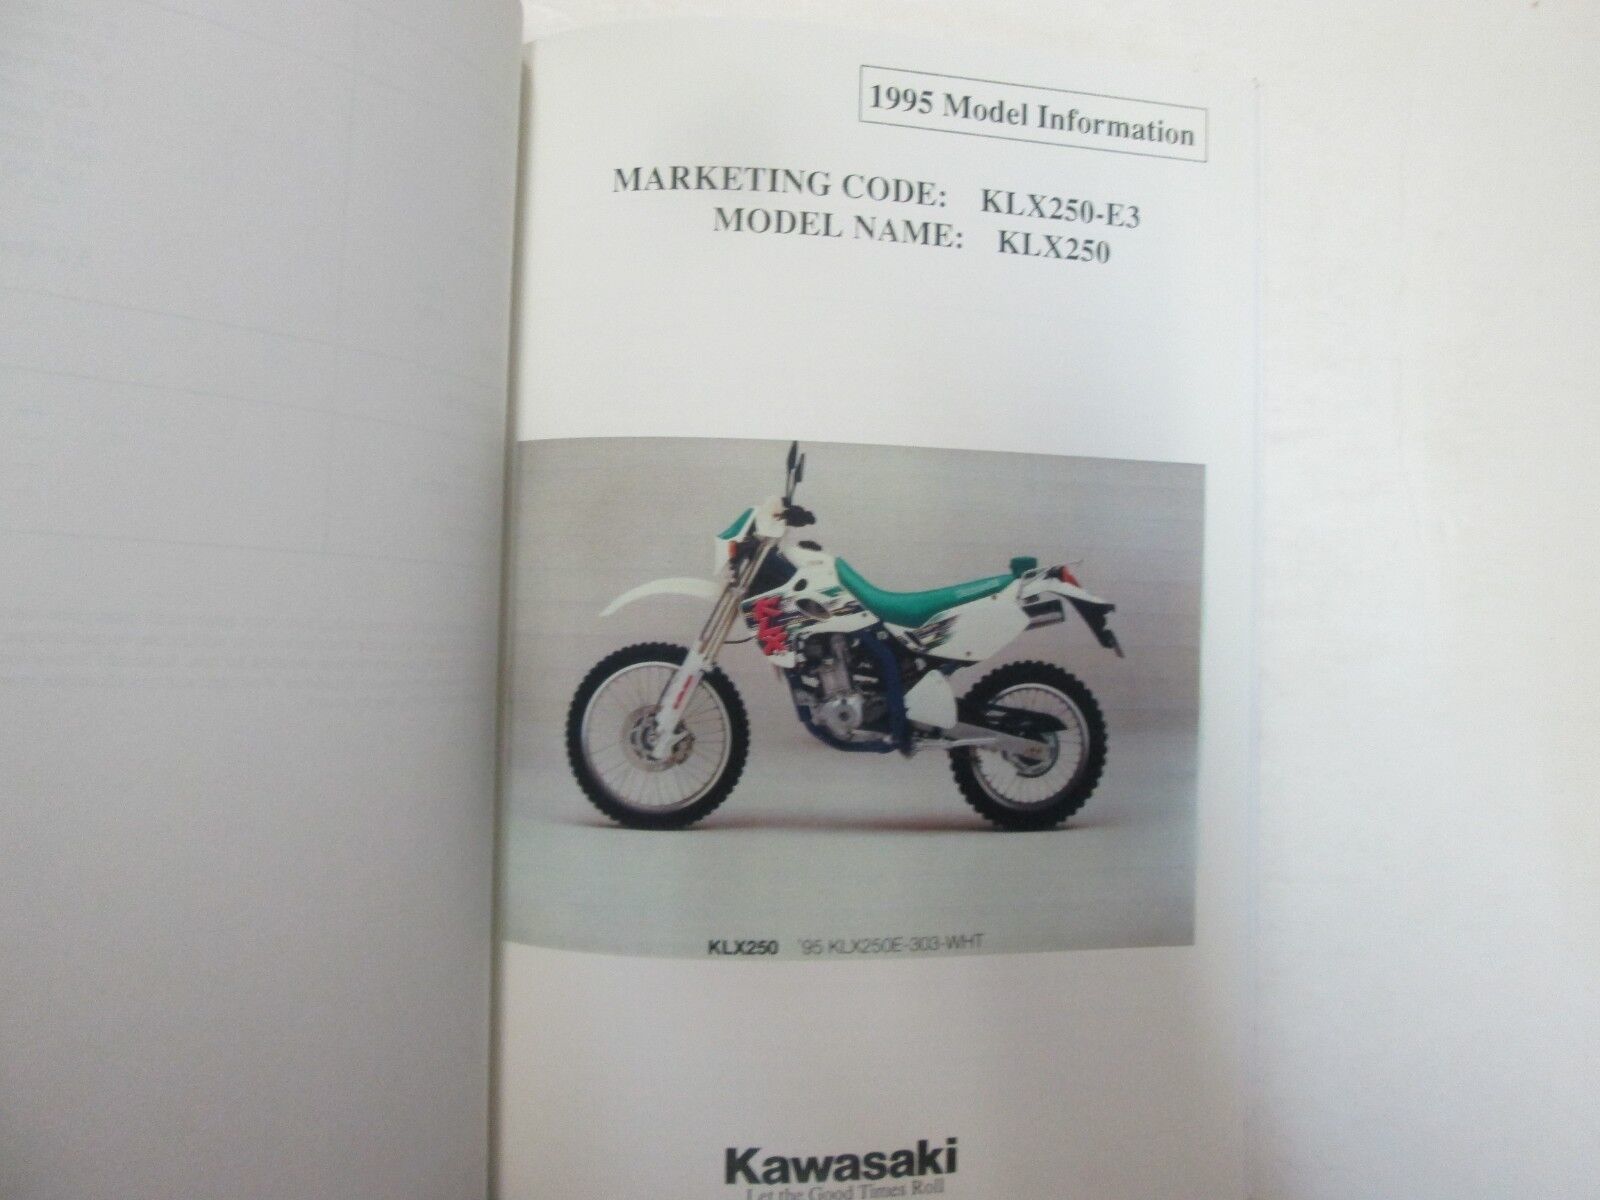 1995 Model Information
MARKETING CODE: KLX250-E3
MODEL NAME: KLX250
KLX
KLX250 '95 KLX250E-303-WHT
Kawasaki
Let the Good Times Roll